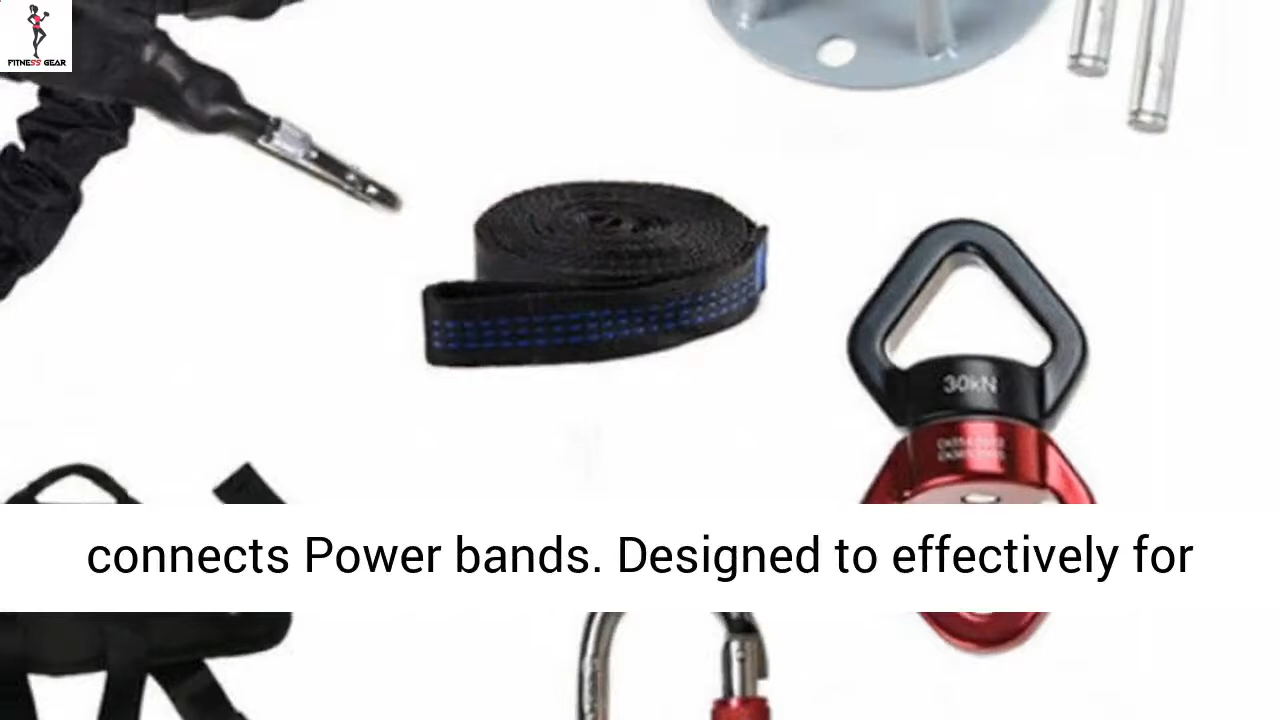 FITNESS GEAR
30kN
connects Power bands. Designed to effectively for